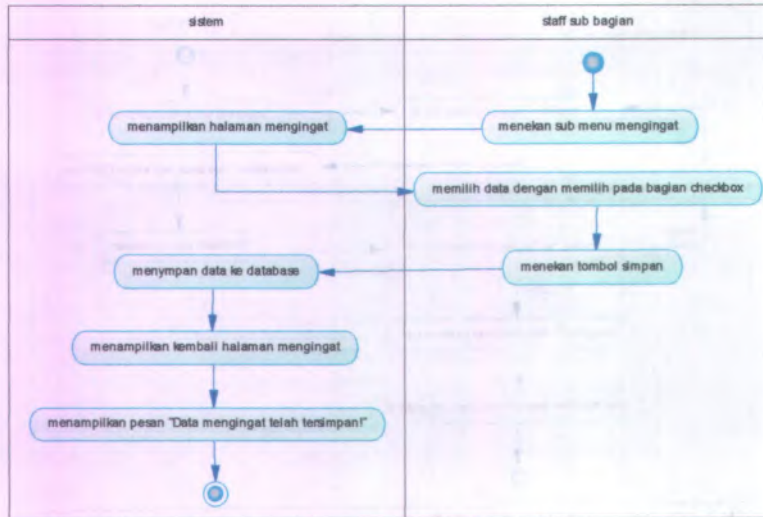 sistem
staff sub bagian
menekan sub menu mengingat
menampilkan halaman mengingat
memilih data dengan memilih pada bagian checkbox
menekan tombol simpan
menympan data ke database
menampilkan kembali halaman mengingat
menampilkan pesan "Data mengingat telah tersimpan!"